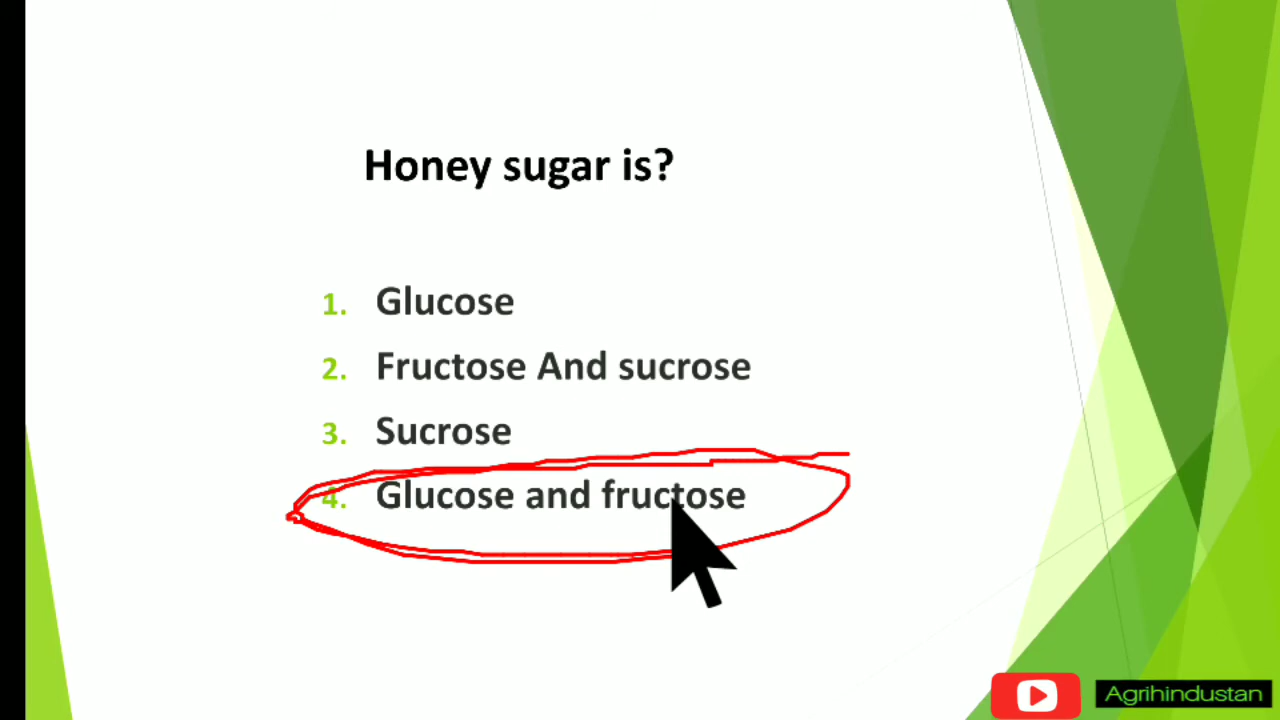 Honey sugar is?
1. Glucose
2. Fructose And sucrose
3. Sucrose
4. Glucose and fructose
Agrihindustan